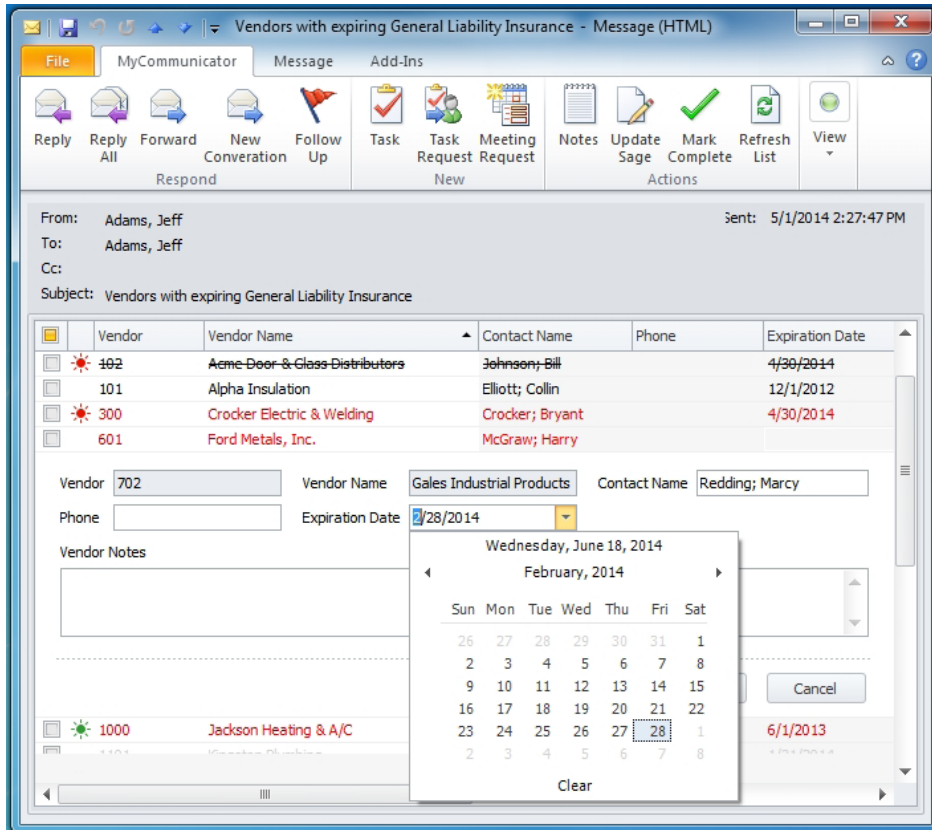 Vendors with expiring General Liability Insurance - Message (HTML)
File MyCommunicator Message Add-Ins
Reply Reply All Forward New Converation Follow Up Task Task Request Meeting Request Notes Update Sage Mark Complete Refresh List View
Respond New Actions
From: Adams, Jeff Sent: 5/1/2014 2:27:47 PM
To: Adams, Jeff
Cc:
Subject: Vendors with expiring General Liability Insurance
Vendor Vendor Name Contact Name Phone Expiration Date
102 Acme Door & Glass Distributors Johnson; Bill 4/30/2014
101 Alpha Insulation Elliott; Collin 12/1/2012
300 Crocker Electric & Welding Crocker; Bryant 4/30/2014
601 Ford Metals, Inc. McGraw; Harry
Vendor 702 Vendor Name Gales Industrial Products Contact Name Redding; Marcy
Phone Expiration Date 2/28/2014
Vendor Notes
Wednesday, June 18, 2014
February, 2014
Sun Mon Tue Wed Thu Fri Sat
26 27 28 29 30 31 1
2 3 4 5 6 7 8
9 10 11 12 13 14 15
16 17 18 19 20 21 22
23 24 25 26 27 28 1
2 3 4 5 6 7 8
Clear
Cancel
1000 Jackson Heating & A/C 6/1/2013